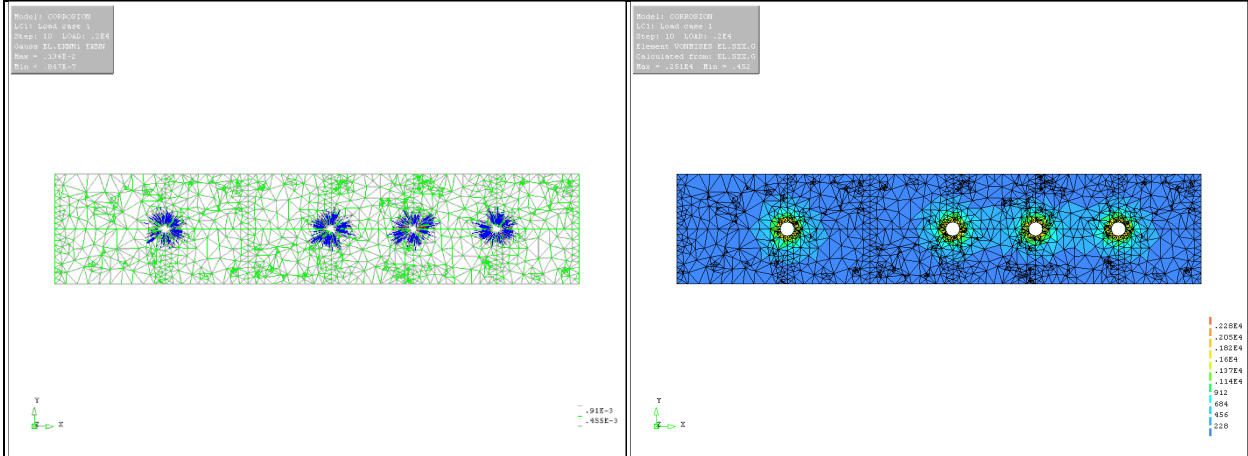 Model: CORROSION
LC1: Load case 1
Step: 10 LOAD: .2E4
Gauss EL.EKNN1
Max = .134E-2
Min = .847E-7
Y
Z X
.91E-3
.455E-3
Model: CORROSION
LC1: Load case 1
Step: 10 LOAD: .2E4
Element VONMISES EL.SXX.G
Calculated from: EL.SXX.G
Max = .251E4 Min = .452
Y
Z X
.228E4
.205E4
.182E4
.16E4
.137E4
.114E4
912
684
456
228